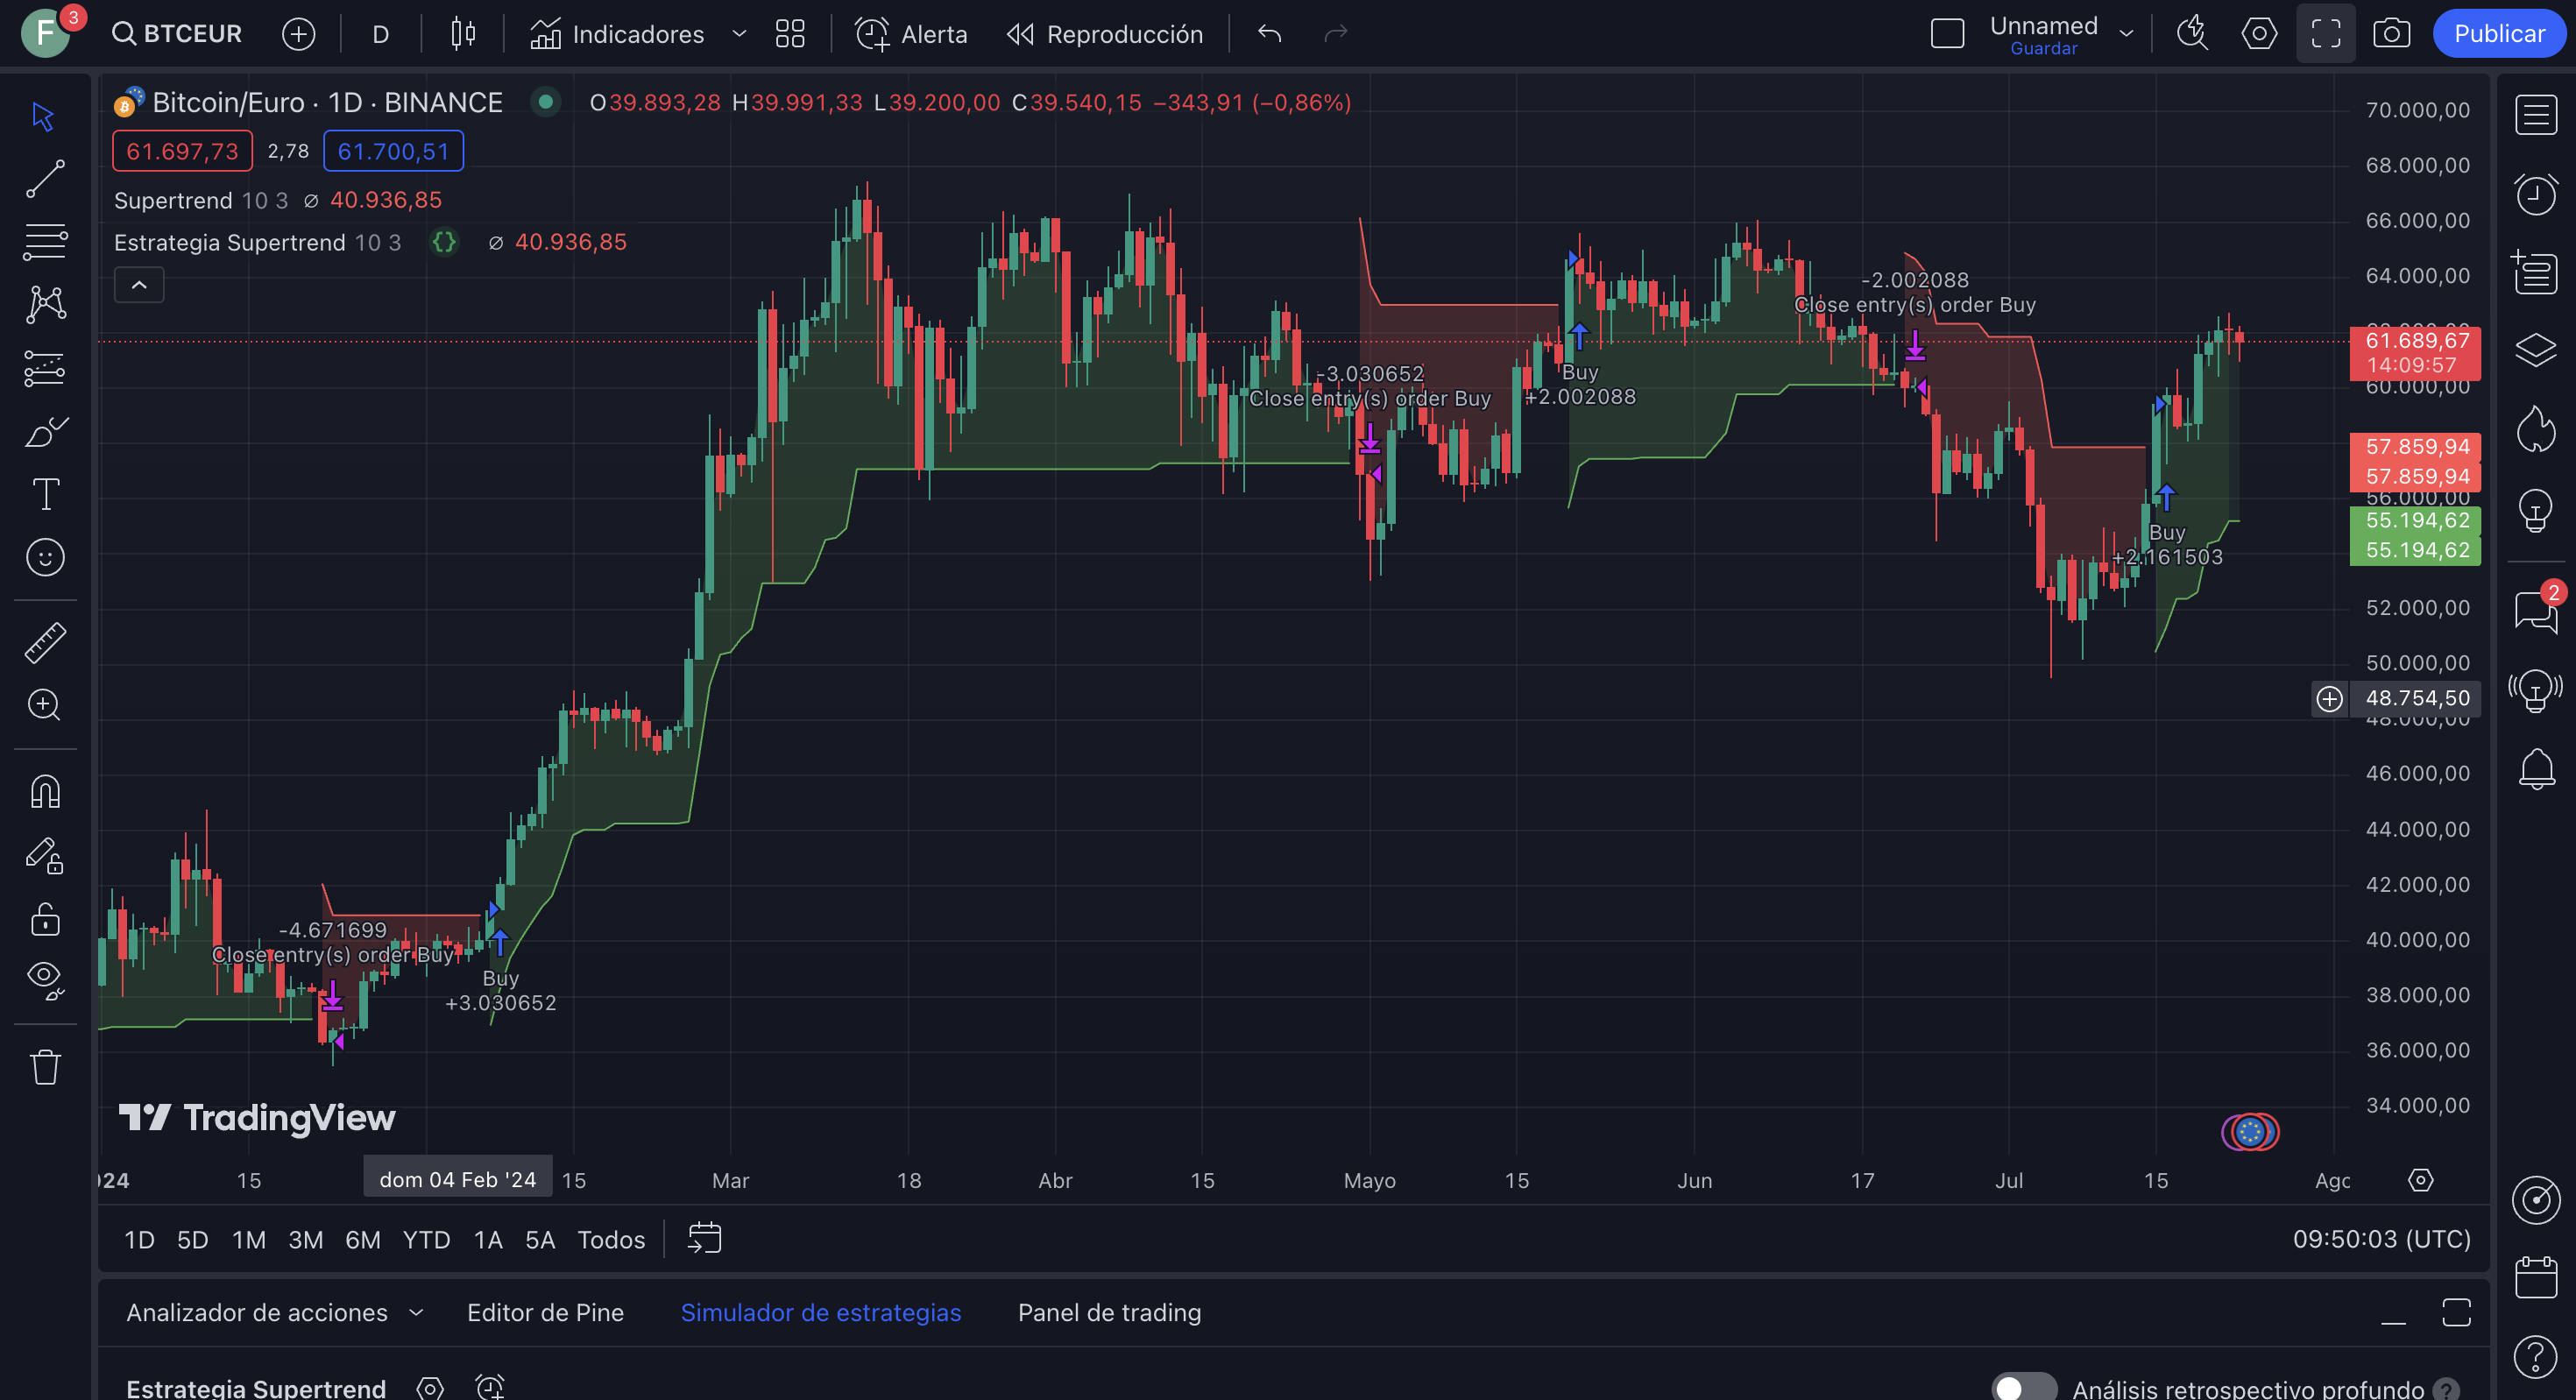 F 3 BTCEUR D Indicadores Alerta Reproducción Unnamed Guardar Publicar
Bitcoin/Euro · 1D · BINANCE O39.893,28 H39.991,33 L39.200,00 C39.540,15 −343,91 (−0,86%)
61.697,73 2,78 61.700,51
Supertrend 10 3 ∅ 40.936,85
Estrategia Supertrend 10 3 {} ∅ 40.936,85
70.000,00
68.000,00
66.000,00
64.000,00
61.689,67
14:09:57
60.000,00
57.859,94
57.859,94
56.000,00
55.194,62
55.194,62
52.000,00
50.000,00
48.754,50
48.000,00
46.000,00
44.000,00
42.000,00
40.000,00
38.000,00
36.000,00
34.000,00
-4.671699
Close entry(s) order Buy
Buy
+3.030652
-3.030652
Close entry(s) order Buy
Buy
+2.002088
-2.002088
Close entry(s) order Buy
Buy
+2.161503
2
TradingView
024 15 dom 04 Feb '24 15 Mar 18 Abr 15 Mayo 15 Jun 17 Jul 15 Ago
1D 5D 1M 3M 6M YTD 1A 5A Todos 09:50:03 (UTC)
Analizador de acciones Editor de Pine Simulador de estrategias Panel de trading
Estrategia Supertrend Análisis retrospectivo profundo ?